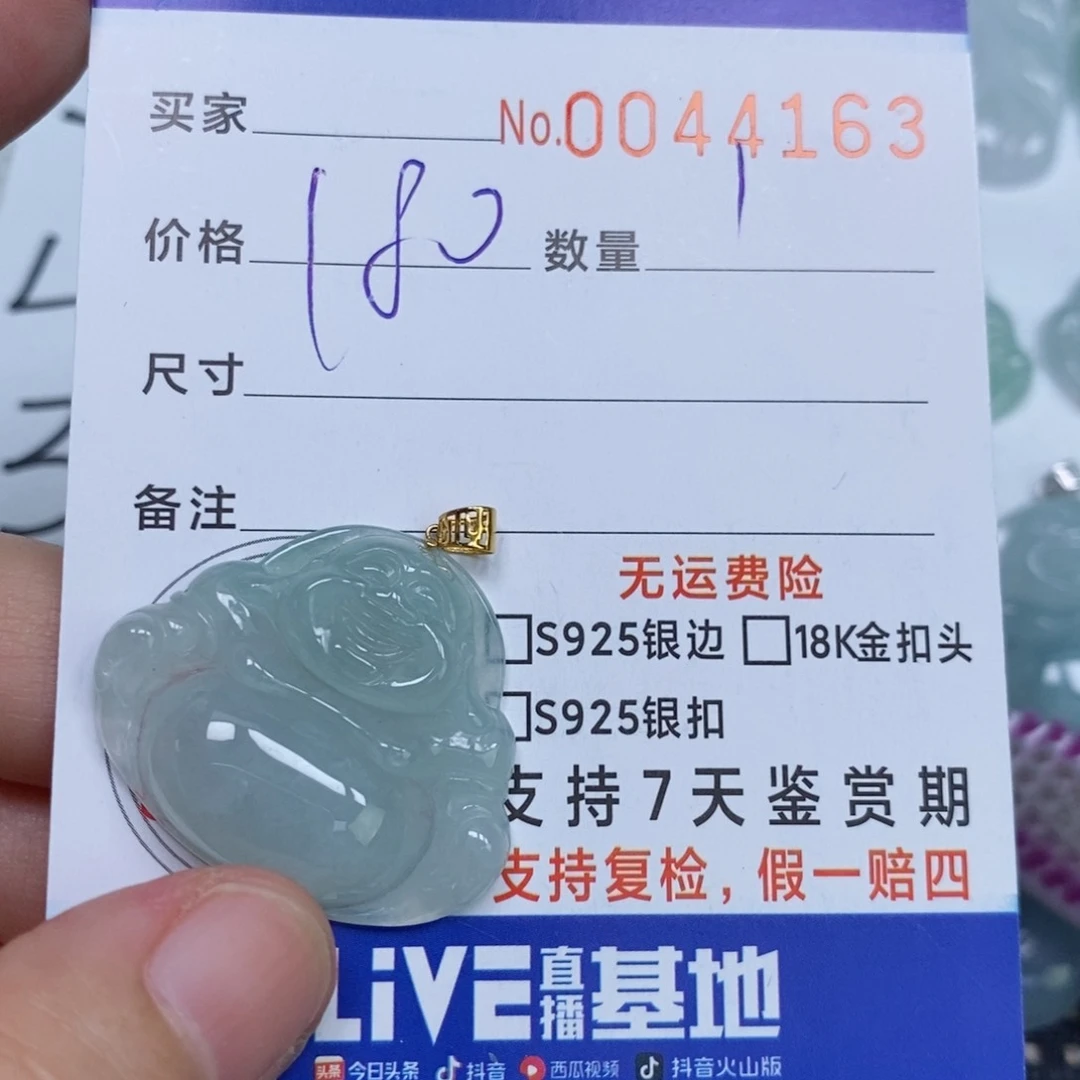 买家 No.0044163
价格 180 数量 1
尺寸
备注
无运费险
S925银边 18K金扣头
S925银扣
支持7天鉴赏期
支持复检，假一赔四
LIVE直播基地
头条 今日头条 抖音 西瓜视频 抖音火山版